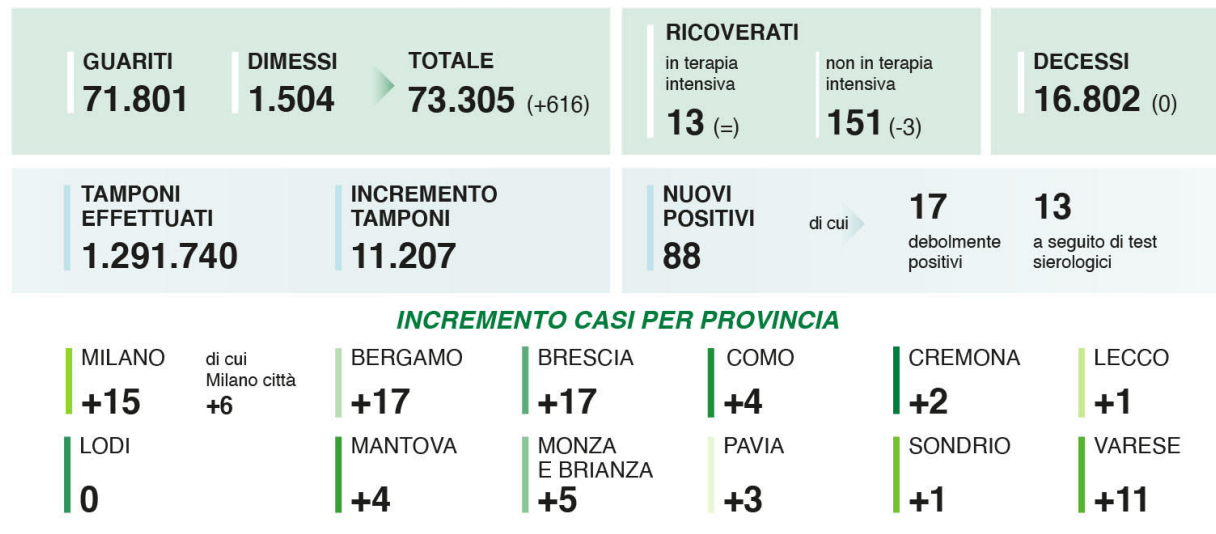 GUARITI
71.801
DIMESSI
1.504
TOTALE
73.305 (+616)
RICOVERATI
in terapia
intensiva
13 (=)
non in terapia
intensiva
151 (-3)
DECESSI
16.802 (0)
TAMPONI
EFFETTUATI
1.291.740
INCREMENTO
TAMPONI
11.207
NUOVI
POSITIVI
88
di cui
17
debolmente
positivi
13
a seguito di test
sierologici
INCREMENTO CASI PER PROVINCIA
MILANO
+15
di cui
Milano città
+6
BERGAMO
+17
BRESCIA
+17
COMO
+4
CREMONA
+2
LECCO
+1
LODI
0
MANTOVA
+4
MONZA
E BRIANZA
+5
PAVIA
+3
SONDRIO
+1
VARESE
+11